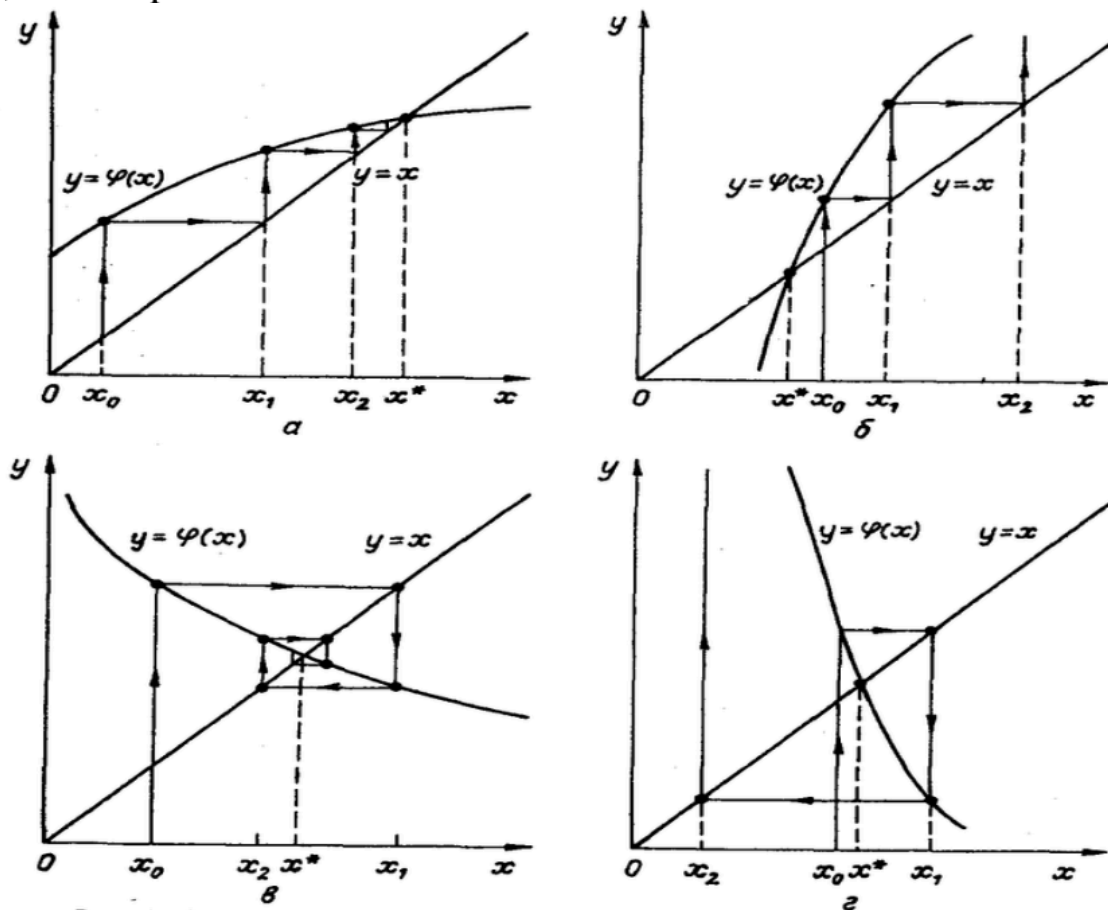 y
y = φ(x)
y = x
0
x₀
x₁
x₂
x*
x
а
y
y = φ(x)
y = x
0
x*
x₀
x₁
x₂
x
б
y
y = φ(x)
y = x
0
x₀
x₂
x*
x₁
x
в
y
y = φ(x)
y = x
0
x₂
x₀
x*
x₁
x
г